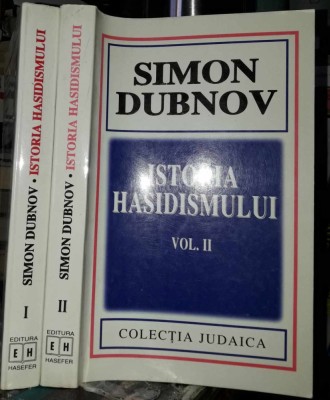 I SIMON DUBNOV • ISTORIA HASIDISMULUI
EDITURA
E H
HASEFER
II SIMON DUBNOV • ISTORIA HASIDISMULUI
EDITURA
E H
HASEFER
SIMON
DUBNOV
ISTORIA
HASIDISMULUI
VOL. II
COLECȚIA JUDAICA